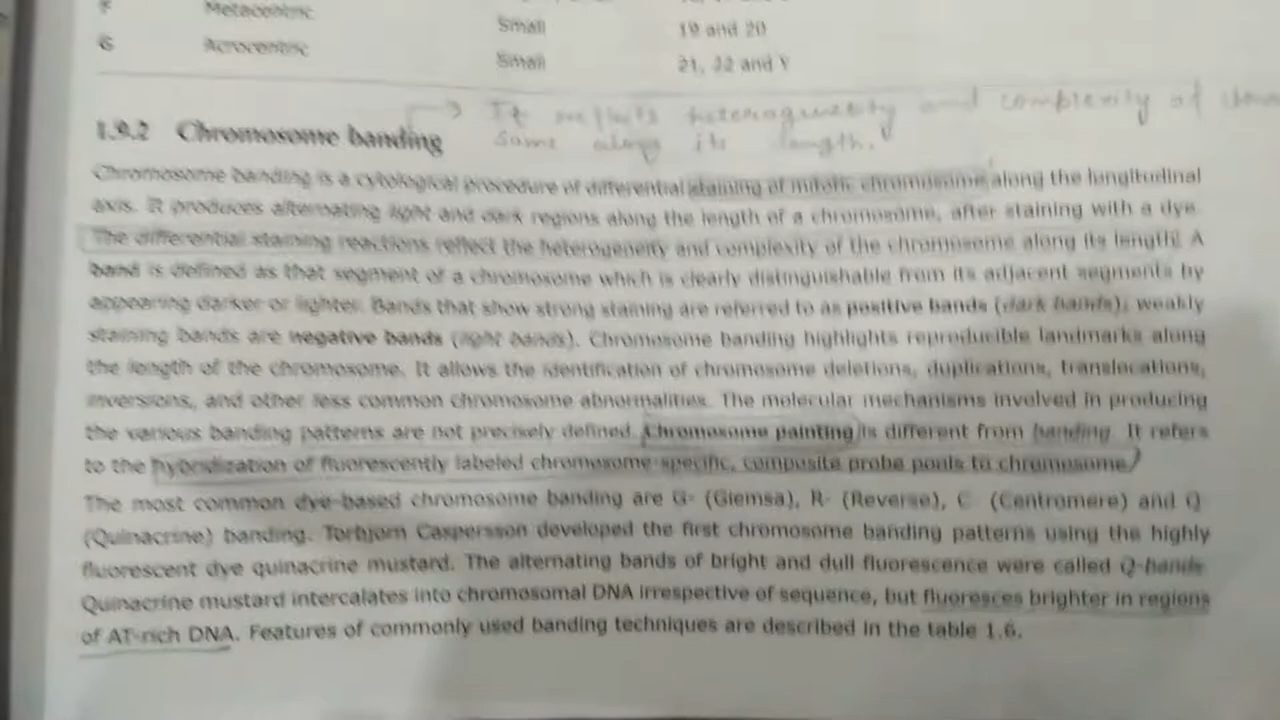 F Metacentric Small 19 and 20
G Acrocentric Small 21, 22 and Y
→ It reflects heterogeneity and complexity of
same along its length.
1.9.2 Chromosome banding
Chromosome banding is a cytological procedure of differential staining of mitotic chromosome along the longitudinal
axis. It produces alternating light and dark regions along the length of a chromosome, after staining with a dye.
The differential staining reactions reflect the heterogeneity and complexity of the chromosome along its length. A
band is defined as that segment of a chromosome which is clearly distinguishable from its adjacent segments by
appearing darker or lighter. Bands that show strong staining are referred to as positive bands (dark bands); weakly
staining bands are negative bands (light bands). Chromosome banding highlights reproducible landmarks along
the length of the chromosome. It allows the identification of chromosome deletions, duplications, translocations,
inversions, and other less common chromosome abnormalities. The molecular mechanisms involved in producing
the various banding patterns are not precisely defined. Chromosome painting is different from banding. It refers
to the hybridization of fluorescently labeled chromosome-specific, composite probe pools to chromosome.
The most common dye-based chromosome banding are G- (Giemsa), R- (Reverse), C- (Centromere) and Q-
(Quinacrine) banding. Torbjorn Caspersson developed the first chromosome banding patterns using the highly
fluorescent dye quinacrine mustard. The alternating bands of bright and dull fluorescence were called Q-bands.
Quinacrine mustard intercalates into chromosomal DNA irrespective of sequence, but fluoresces brighter in regions
of AT-rich DNA. Features of commonly used banding techniques are described in the table 1.6.